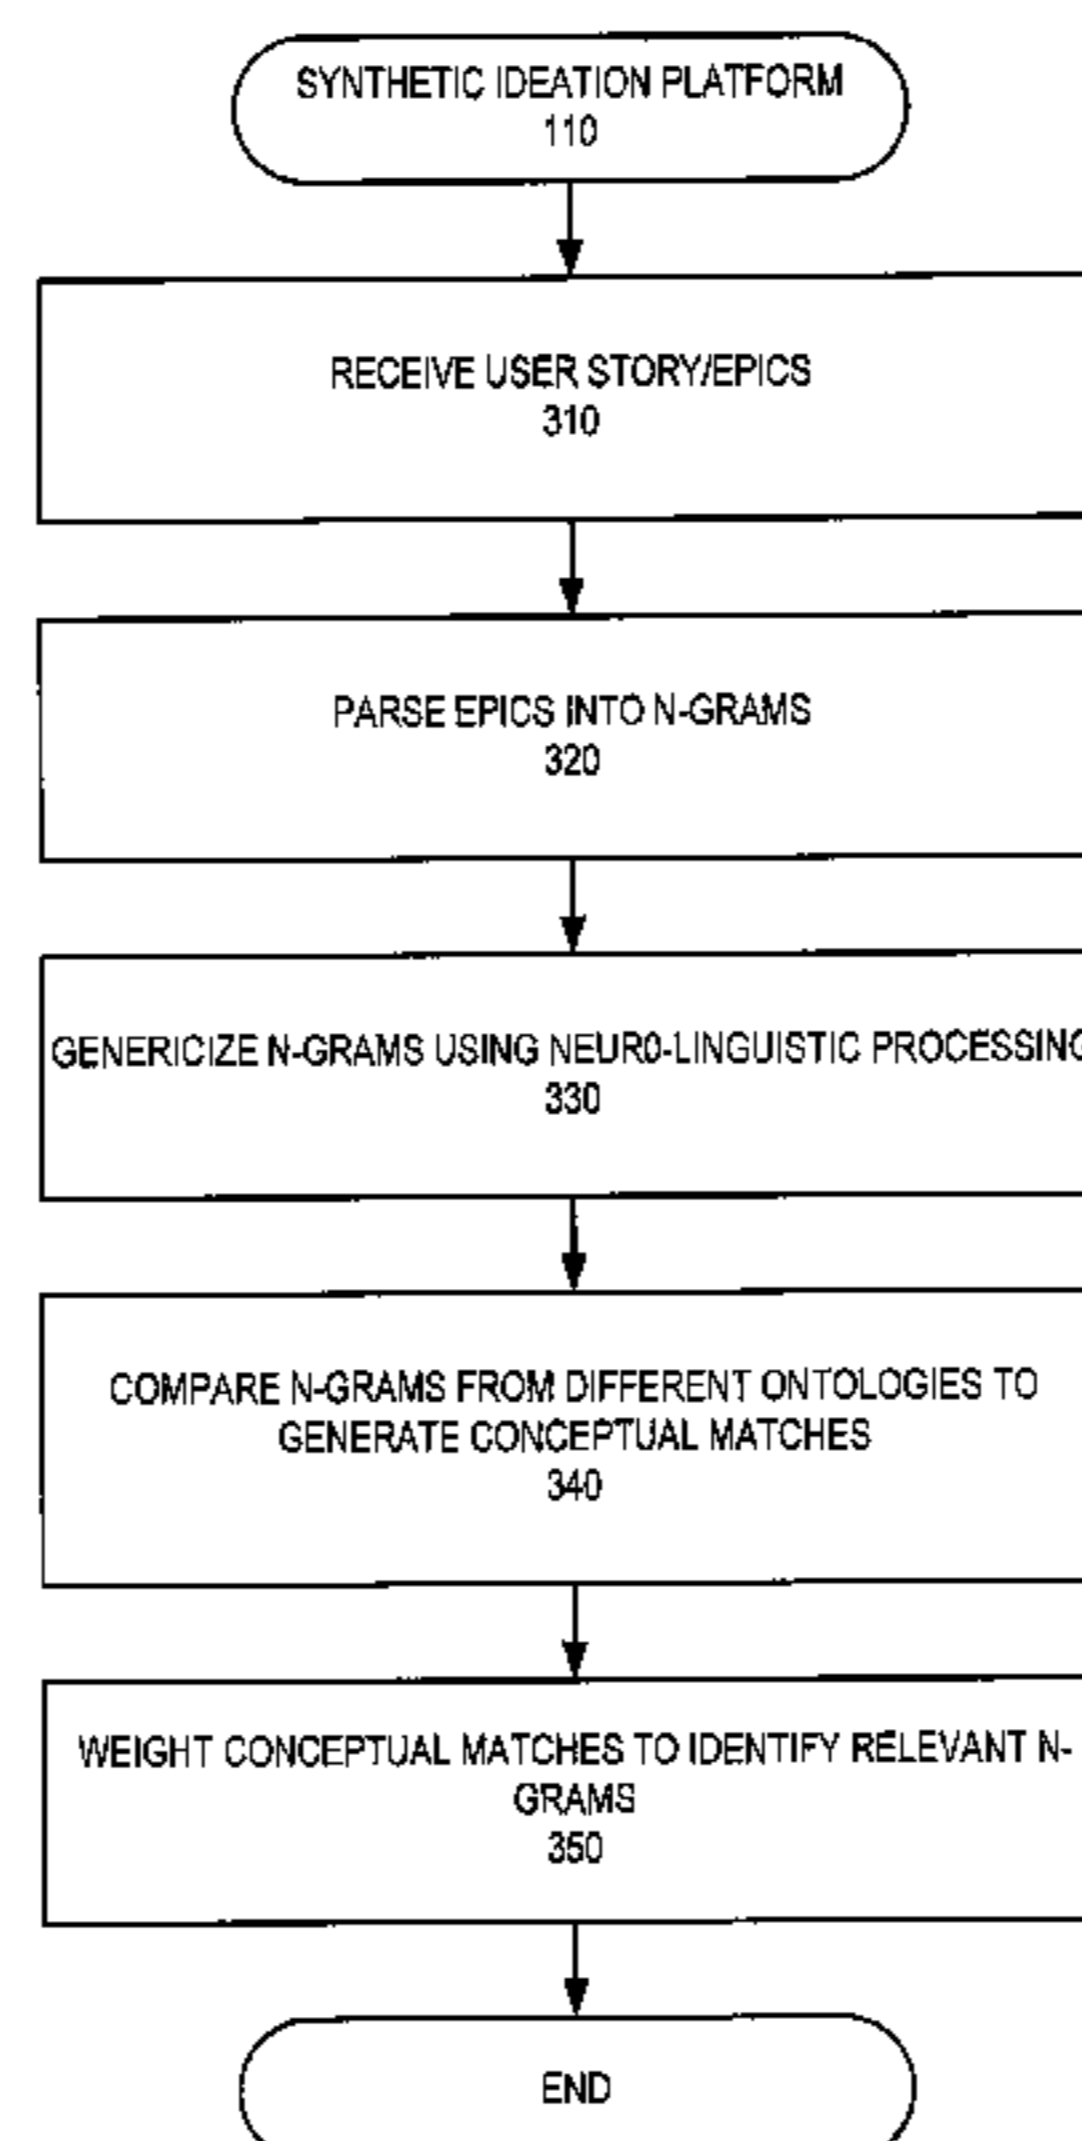 SYNTHETIC IDEATION PLATFORM
110
RECEIVE USER STORY/EPICS
310
PARSE EPICS INTO N-GRAMS
320
GENERICIZE N-GRAMS USING NEUR0-LINGUISTIC PROCESSING
330
COMPARE N-GRAMS FROM DIFFERENT ONTOLOGIES TO
GENERATE CONCEPTUAL MATCHES
340
WEIGHT CONCEPTUAL MATCHES TO IDENTIFY RELEVANT N-
GRAMS
350
END